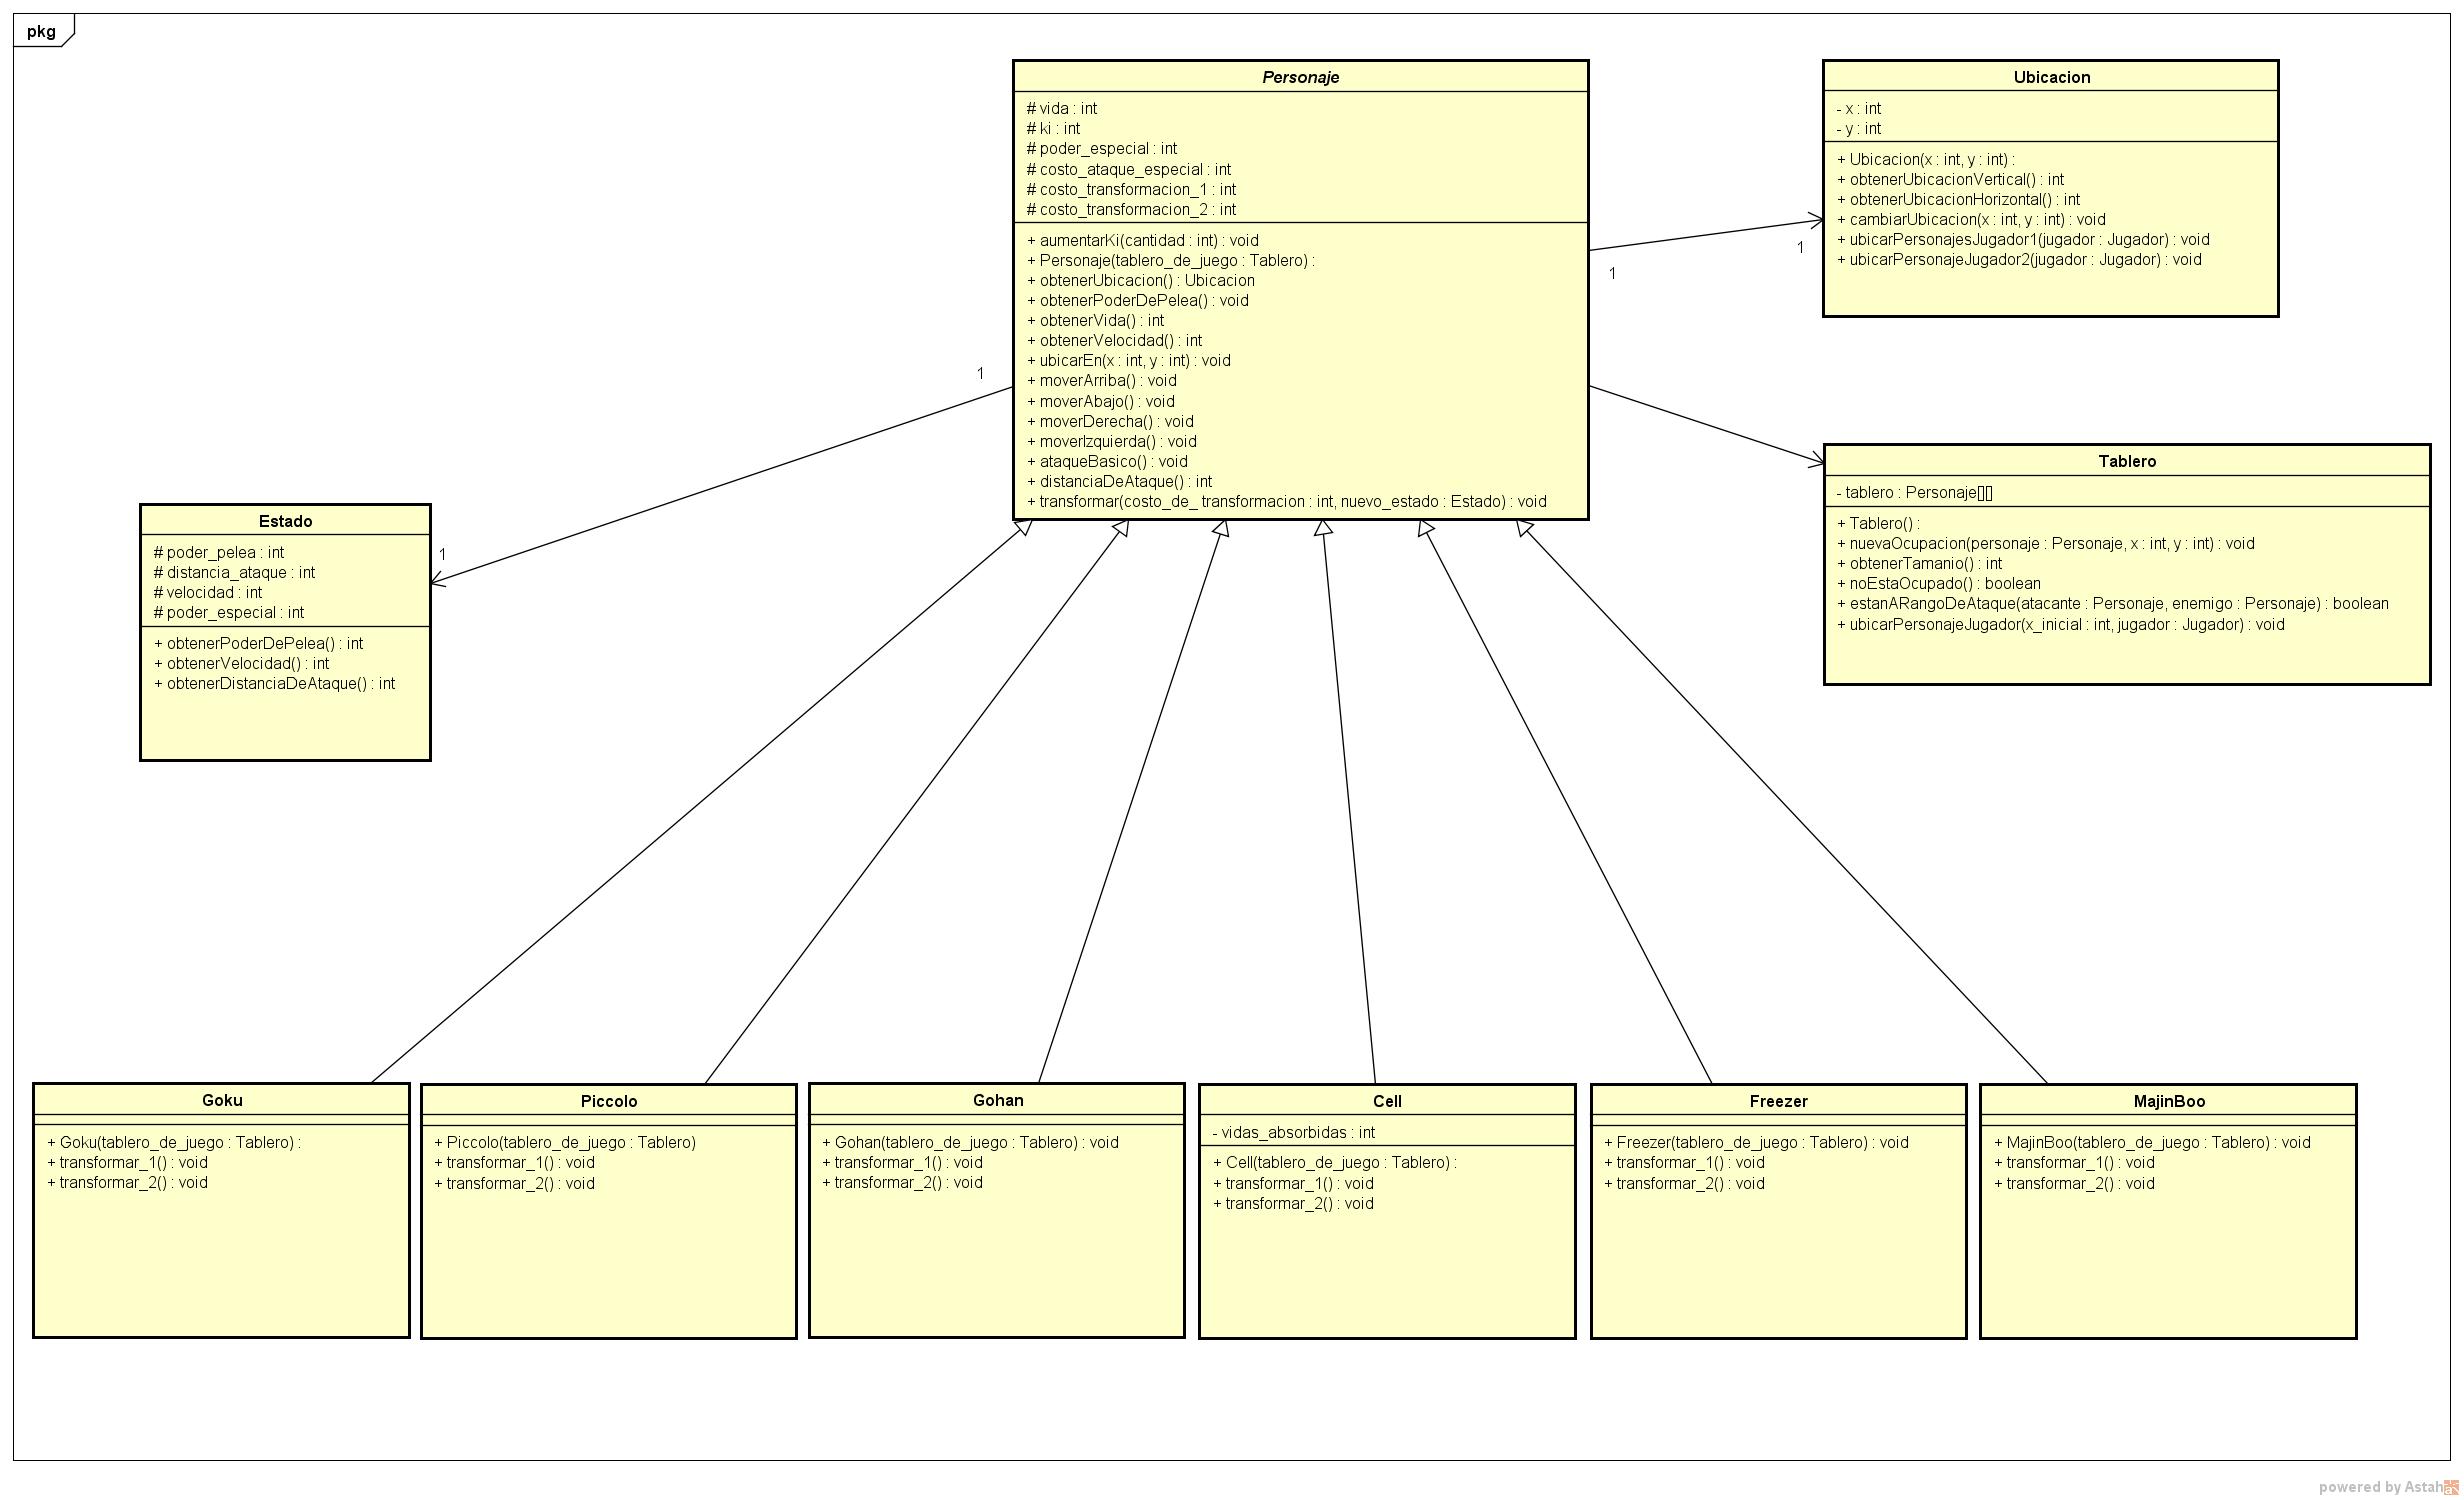 pkg
Personaje
# vida : int
# ki : int
# poder_especial : int
# costo_ataque_especial : int
# costo_transformacion_1 : int
# costo_transformacion_2 : int
+ aumentarKi(cantidad : int) : void
+ Personaje(tablero_de_juego : Tablero) :
+ obtenerUbicacion() : Ubicacion
+ obtenerPoderDePelea() : void
+ obtenerVida() : int
+ obtenerVelocidad() : int
+ ubicarEn(x : int, y : int) : void
+ moverArriba() : void
+ moverAbajo() : void
+ moverDerecha() : void
+ moverIzquierda() : void
+ ataqueBasico() : void
+ distanciaDeAtaque() : int
+ transformar(costo_de_ transformacion : int, nuevo_estado : Estado) : void
Ubicacion
- x : int
- y : int
+ Ubicacion(x : int, y : int) :
+ obtenerUbicacionVertical() : int
+ obtenerUbicacionHorizontal() : int
+ cambiarUbicacion(x : int, y : int) : void
+ ubicarPersonajesJugador1(jugador : Jugador) : void
+ ubicarPersonajeJugador2(jugador : Jugador) : void
1
1
1
1
Tablero
- tablero : Personaje[][]
+ Tablero() :
+ nuevaOcupacion(personaje : Personaje, x : int, y : int) : void
+ obtenerTamanio() : int
+ noEstaOcupado() : boolean
+ estanARangoDeAtaque(atacante : Personaje, enemigo : Personaje) : boolean
+ ubicarPersonajeJugador(x_inicial : int, jugador : Jugador) : void
Estado
# poder_pelea : int
# distancia_ataque : int
# velocidad : int
# poder_especial : int
+ obtenerPoderDePelea() : int
+ obtenerVelocidad() : int
+ obtenerDistanciaDeAtaque() : int
Goku
+ Goku(tablero_de_juego : Tablero) :
+ transformar_1() : void
+ transformar_2() : void
Piccolo
+ Piccolo(tablero_de_juego : Tablero)
+ transformar_1() : void
+ transformar_2() : void
Gohan
+ Gohan(tablero_de_juego : Tablero) : void
+ transformar_1() : void
+ transformar_2() : void
Cell
- vidas_absorbidas : int
+ Cell(tablero_de_juego : Tablero) :
+ transformar_1() : void
+ transformar_2() : void
Freezer
+ Freezer(tablero_de_juego : Tablero) : void
+ transformar_1() : void
+ transformar_2() : void
MajinBoo
+ MajinBoo(tablero_de_juego : Tablero) : void
+ transformar_1() : void
+ transformar_2() : void
powered by Astah